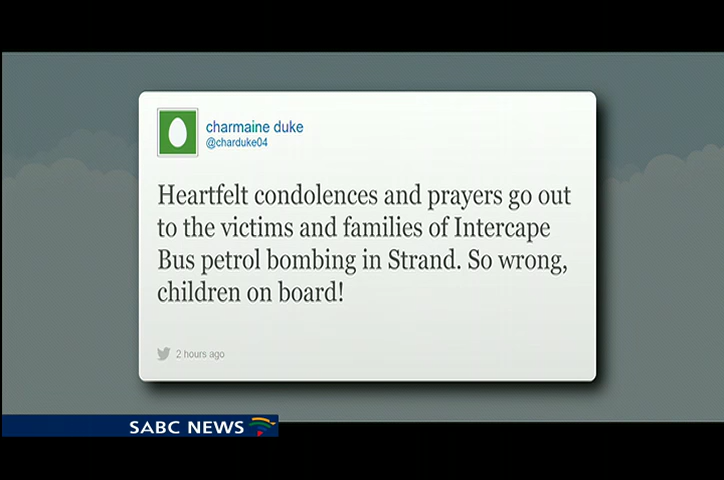 charmaine duke
@charduke04
Heartfelt condolences and prayers go out
to the victims and families of Intercape
Bus petrol bombing in Strand. So wrong,
children on board!
2 hours ago
SABC NEWS